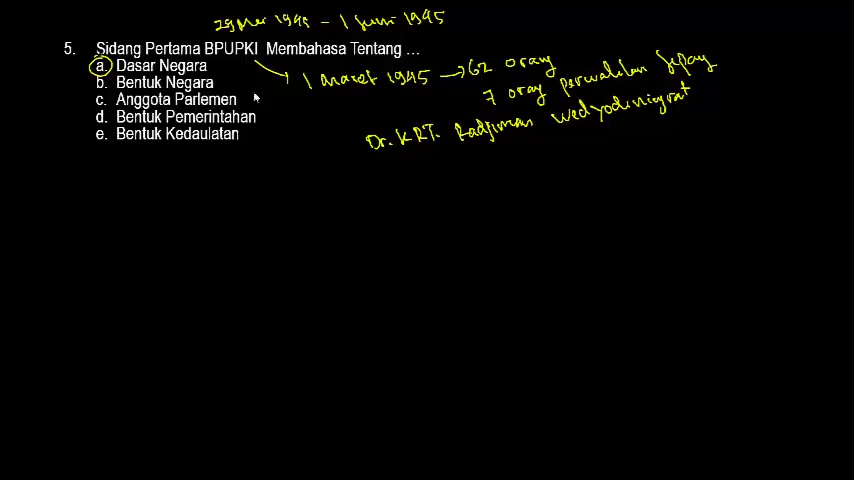 29 Mei 1945 - 1 Juni 1945
5. Sidang Pertama BPUPKI Membahasa Tentang ...
a. Dasar Negara
b. Bentuk Negara
c. Anggota Parlemen
d. Bentuk Pemerintahan
e. Bentuk Kedaulatan
1 Maret 1945 → 62 orang
7 orang perwakilan Jepang
Dr. KRT. Radjiman Wedyodiningrat